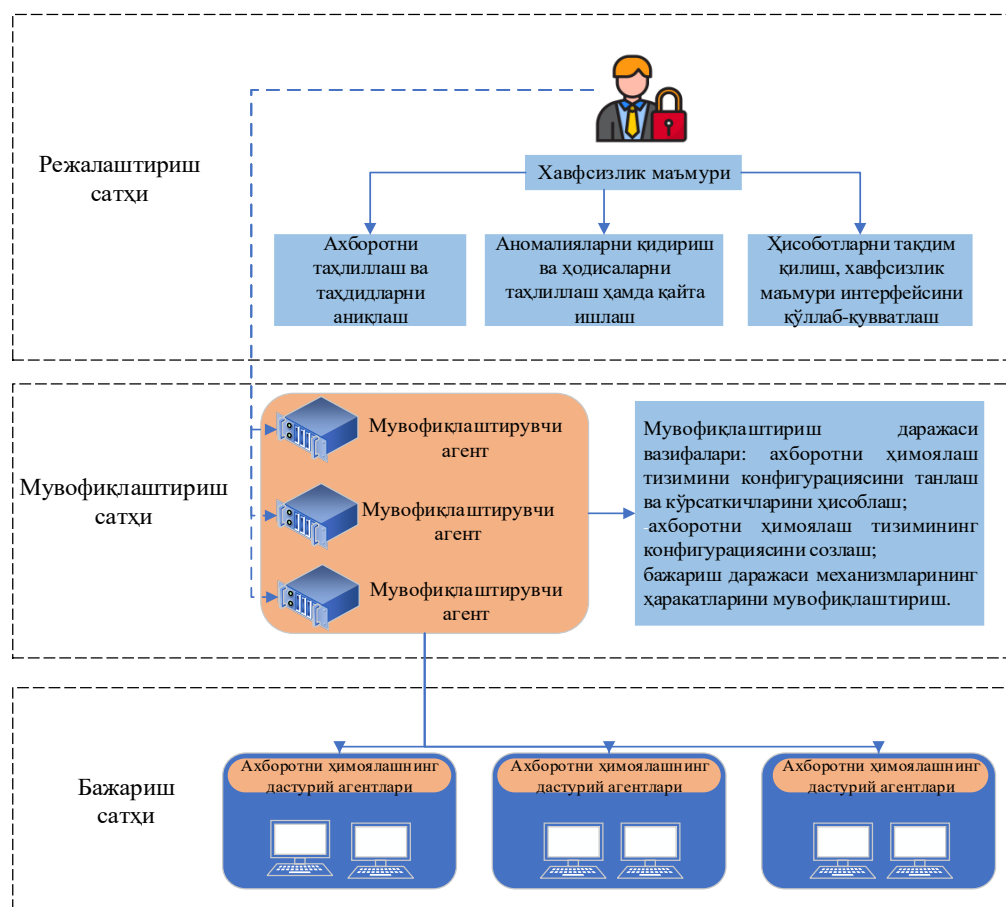 Режалаштириш
сатҳи
Хавфсизлик маъмури
Ахборотни
таҳлиллаш ва
таҳдидларни
аниқлаш
Аномалияларни қидириш
ва ҳодисаларни
таҳлиллаш ҳамда қайта
ишлаш
Ҳисоботларни тақдим
қилиш, хавфсизлик
маъмури интерфейсини
қўллаб-қувватлаш
Мувофиқлаштириш
сатҳи
Мувофиқлаштирувчи
агент
Мувофиқлаштирувчи
агент
Мувофиқлаштирувчи
агент
Мувофиқлаштириш даражаси
вазифалари: ахборотни ҳимоялаш
тизимини конфигурациясини танлаш
ва кўрсаткичларини ҳисоблаш;
-ахборотни ҳимоялаш тизимининг
конфигурациясини созлаш;
бажариш даражаси механизмларининг
ҳаракатларини мувофиқлаштириш.
Бажариш
сатҳи
Ахборотни ҳимоялашнинг
дастурий агентлари
Ахборотни ҳимоялашнинг
дастурий агентлари
Ахборотни ҳимоялашнинг
дастурий агентлари